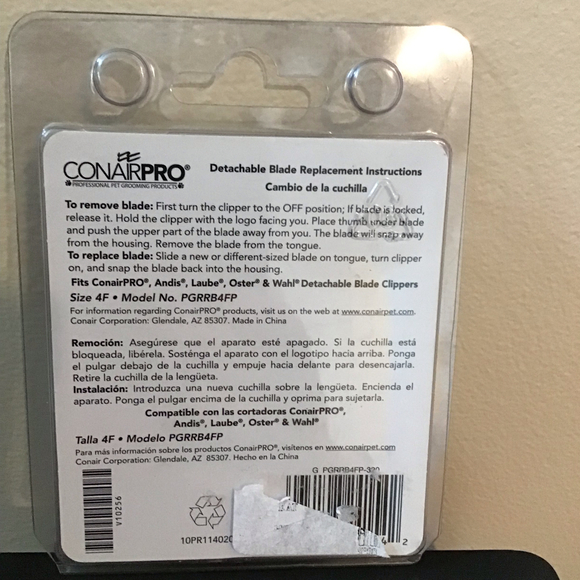 CONAIRPRO®
PROFESSIONAL PET GROOMING PRODUCTS
Detachable Blade Replacement Instructions
Cambio de la cuchilla
To remove blade: First turn the clipper to the OFF position; If blade is locked,
release it. Hold the clipper with the logo facing you. Place thumb under blade
and push the upper part of the blade away from you. The blade will snap away
from the housing. Remove the blade from the tongue.
To replace blade: Slide a new or different-sized blade on tongue, turn clipper
on, and snap the blade back into the housing.
Fits ConairPRO®, Andis®, Laube®, Oster® & Wahl® Detachable Blade Clippers
Size 4F • Model No. PGRRB4FP
For information regarding ConairPRO® products, visit us on the web at www.conairpet.com.
Conair Corporation: Glendale, AZ 85307. Made in China
Remoción: Asegúrese que el aparato esté apagado. Si la cuchilla está
bloqueada, libérela. Sosténga el aparato con el logotipo hacia arriba. Ponga
el pulgar debajo de la cuchilla y empuje hacia delante para desencajarla.
Retire la cuchilla de la lengüeta.
Instalación: Introduzca una nueva cuchilla sobre la lengüeta. Encienda el
aparato. Ponga el pulgar encima de la cuchilla y oprima para sujetarla.
Compatible con las cortadoras ConairPRO®,
Andis®, Laube®, Oster® & Wahl®
Talla 4F • Modelo PGRRB4FP
Para más información sobre los productos ConairPRO®, visítenos en www.conairpet.com
Conair Corporation: Glendale, AZ 85307. Hecho en la China
V10256
G PGRRB4FP-320
10PR11402
4 2